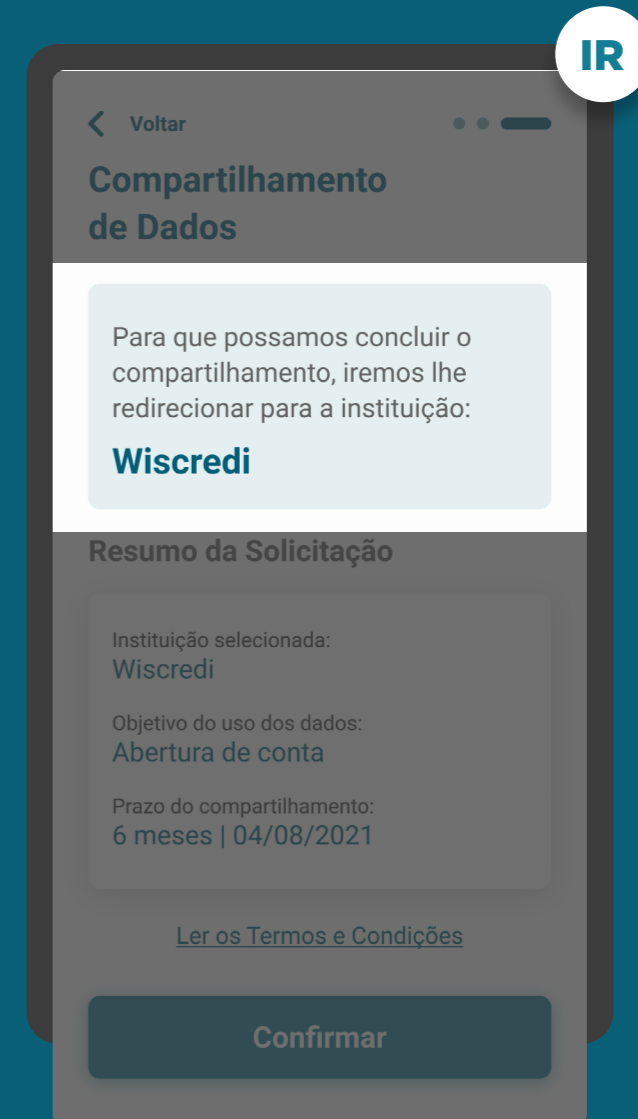 IR
Voltar
Compartilhamento
de Dados
Para que possamos concluir o
compartilhamento, iremos lhe
redirecionar para a instituição:
Wiscredi
Resumo da Solicitação
Instituição selecionada:
Wiscredi
Objetivo do uso dos dados:
Abertura de conta
Prazo do compartilhamento:
6 meses | 04/08/2021
Ler os Termos e Condições
Confirmar